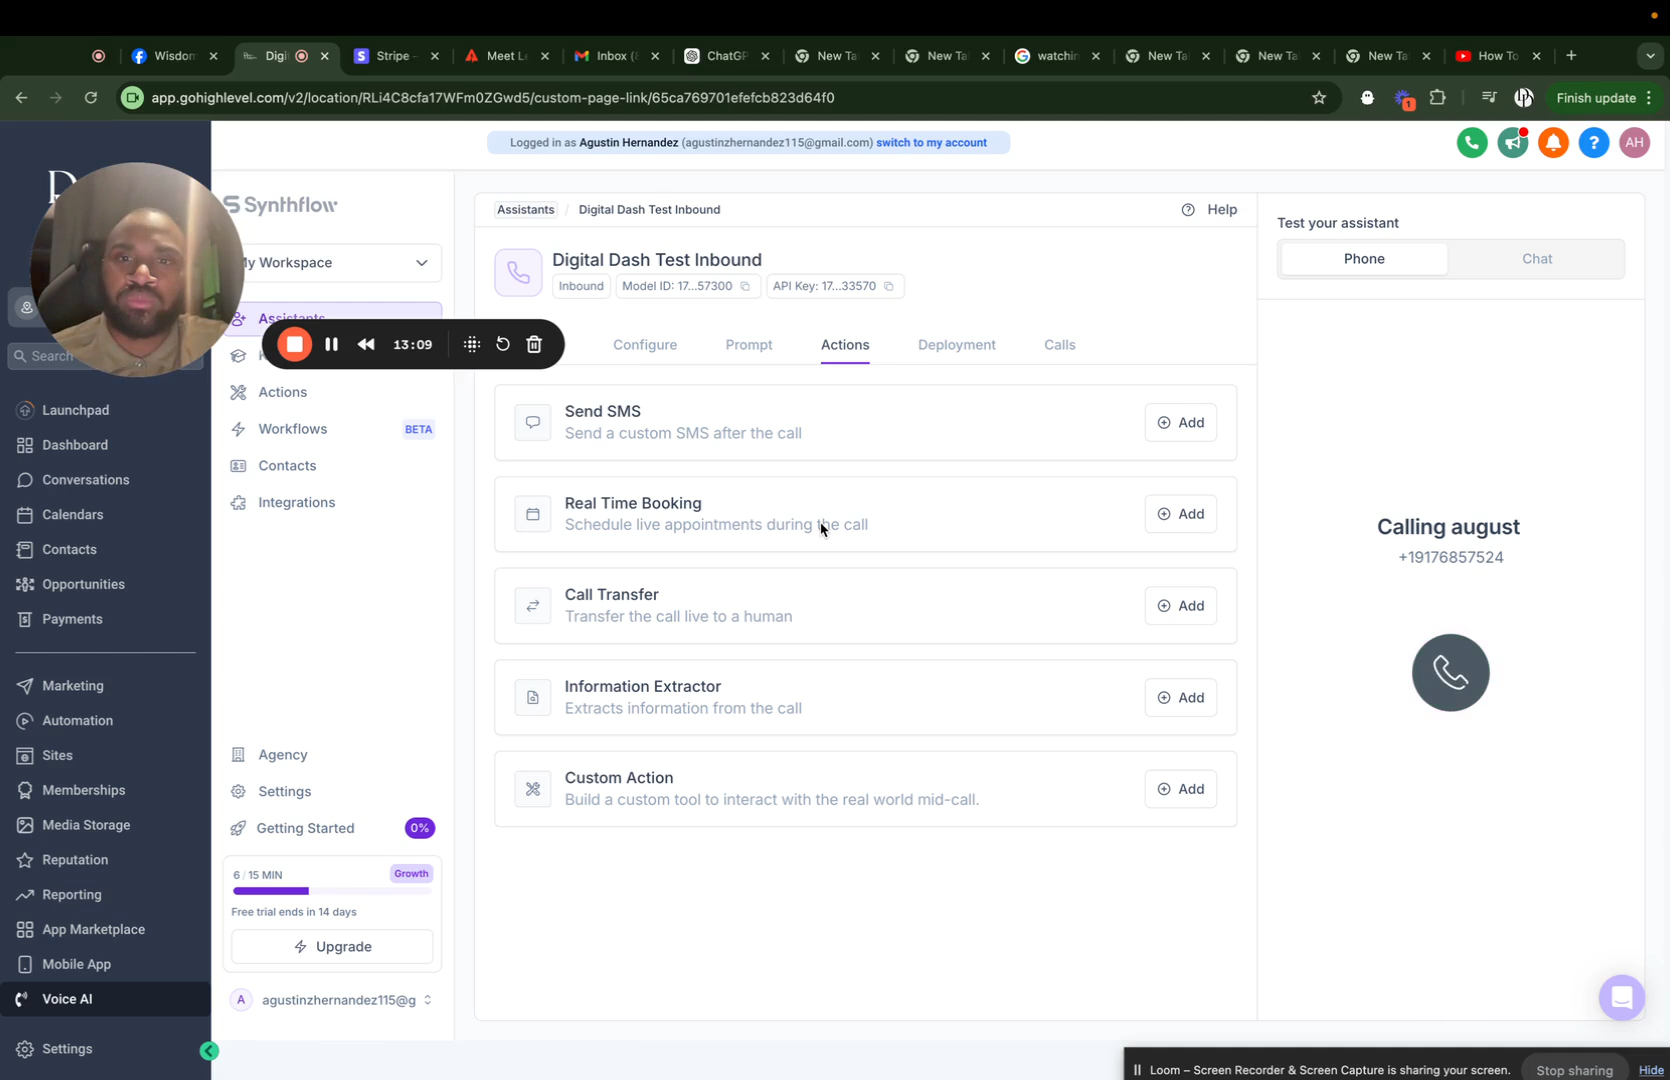 Wisdom
Digi
Stripe -
Meet Le
Inbox (8
ChatGP
New Ta
New Ta
watchin
New Ta
New Ta
New Ta
How To
app.gohighlevel.com/v2/location/RLi4C8cfa17WFm0ZGwd5/custom-page-link/65ca769701efefcb823d64f0
1
Finish update
Logged in as Agustin Hernandez (agustinzhernandez115@gmail.com) switch to my account
AH
Search
Launchpad
Dashboard
Conversations
Calendars
Contacts
Opportunities
Payments
Marketing
Automation
Sites
Memberships
Media Storage
Reputation
Reporting
App Marketplace
Mobile App
Voice AI
Settings
Synthflow
My Workspace
Assistants
13:09
Actions
Workflows BETA
Contacts
Integrations
Agency
Settings
Getting Started 0%
6 / 15 MIN Growth
Free trial ends in 14 days
Upgrade
A agustinzhernandez115@g
Assistants / Digital Dash Test Inbound
Help
Digital Dash Test Inbound
Inbound Model ID: 17...57300 API Key: 17...33570
Configure Prompt Actions Deployment Calls
Send SMS
Send a custom SMS after the call
Add
Real Time Booking
Schedule live appointments during the call
Add
Call Transfer
Transfer the call live to a human
Add
Information Extractor
Extracts information from the call
Add
Custom Action
Build a custom tool to interact with the real world mid-call.
Add
Test your assistant
Phone Chat
Calling august
+19176857524
Loom – Screen Recorder & Screen Capture is sharing your screen. Stop sharing Hide